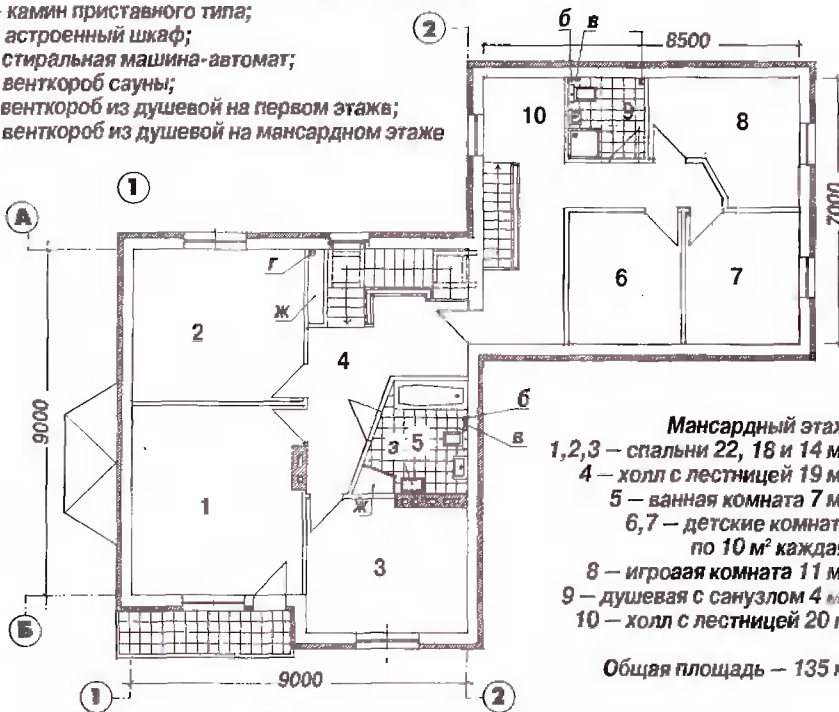 - камин приставного типа;
астроенный шкаф;
стиральная машина-автомат;
венткороб сауны;
венткороб из душевой на первом этаже;
венткороб из душевой на мансардном этаже
2
б в
8500
10
9
8
7000
1
А
г
ж
6
7
2
4
9000
б
в
з 5
ж
1
3
Б
9000
1
2
Мансардный этаж
1,2,3 – спальни 22, 18 и 14 м
4 – холл с лестницей 19 м
5 – ванная комната 7 м
6,7 – детские комнат
по 10 м² каждая
8 – игроаая комната 11 м
9 – душевая с санузлом 4 м
10 – холл с лестницей 20 м
Общая площадь – 135 м